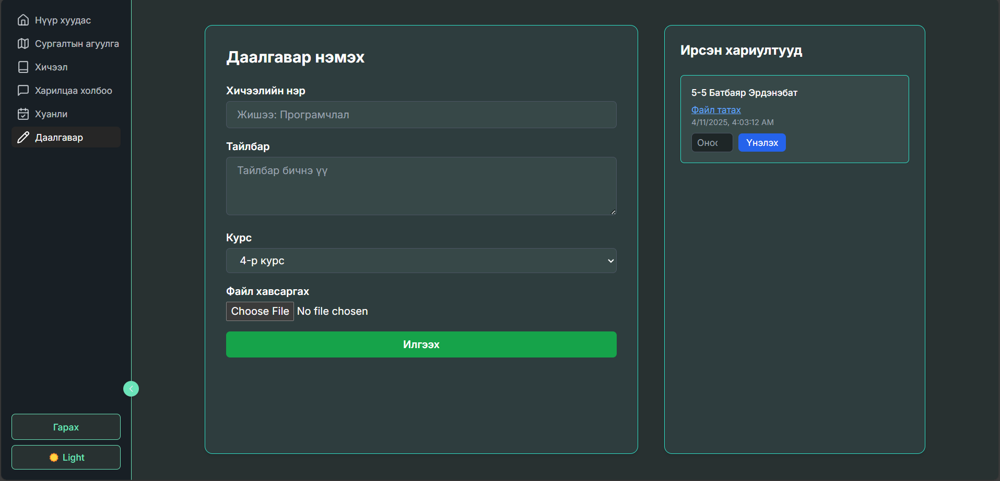 Нүүр хуудас
Сургалтын агуулга
Хичээл
Харилцаа холбоо
Хуанли
Даалгавар
Гарах
Light
Даалгавар нэмэх
Хичээлийн нэр
Жишээ: Програмчлал
Тайлбар
Тайлбар бичнэ үү
Курс
4-р курс
Файл хавсаргах
Choose File No file chosen
Илгээх
Ирсэн хариултууд
5-5 Батбаяр Эрдэнэбат
Файл татах
4/11/2025, 4:03:12 AM
Үнэлэх